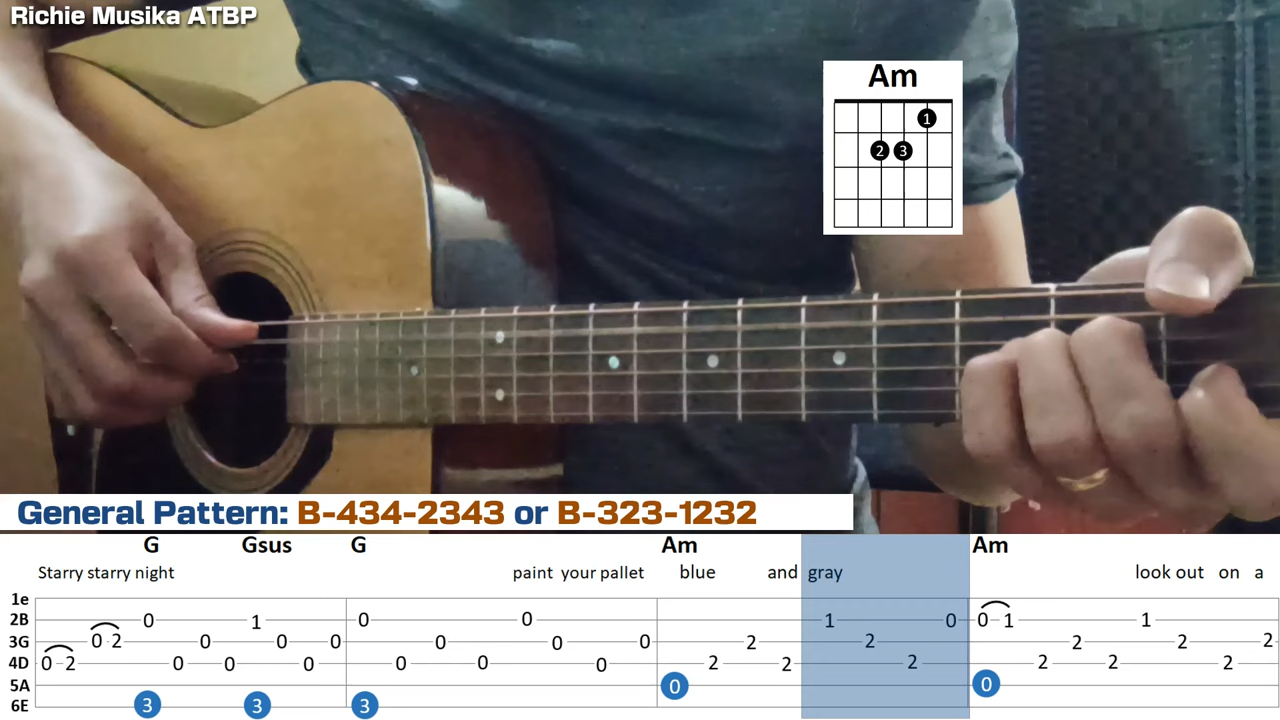 Richie Musika ATBP
Am
1
2 3
General Pattern: B-434-2343 or B-323-1232
G Gsus G Am Am
Starry starry night paint your pallet blue and gray look out on a
1e
2B 0 1 0 0 1 0 0 1 1
3G 0 2 0 0 0 0 0 0 2 2 2 2 2
4D 0 2 0 0 0 0 0 0 2 2 2 2 2 2
5A 0 0
6E 3 3 3